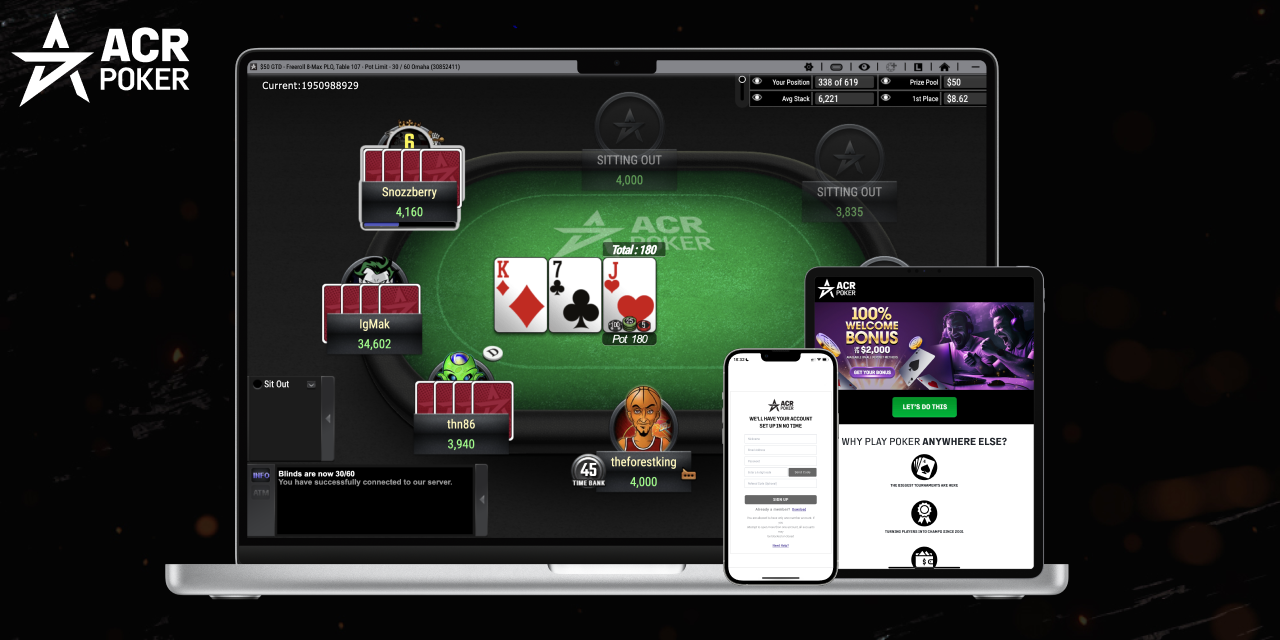 ACR
POKER
$50 GTD - Freeroll 8-Max PLO, Table 107 - Pot Limit - 30 / 60 Omaha (30852411)
Current:1950988929
Your Position 338 of 619 Prize Pool $50
Avg Stack 6,221 1st Place $8.62
6
Snozzberry
4,160
SITTING OUT
4,000
SITTING OUT
3,835
ACR
POKER
Total : 180
K 7 J
Pot 180
IgMak
34,602
D
thn86
3,940
45
TIME BANK
theforestking
4,000
Sit Out
INFO
Blinds are now 30/60
You have successfully connected to our server.
ACR
POKER
WE'LL HAVE YOUR ACCOUNT
SET UP IN NO TIME
SIGN UP
Already a member? Download
Need Help?
ACR
POKER
100%
WELCOME
BONUS
UP TO $2,000
GET YOUR BONUS
LET'S DO THIS
WHY PLAY POKER ANYWHERE ELSE?
THE BIGGEST TOURNAMENTS ARE HERE
TURNING PLAYERS INTO CHAMPS SINCE 2001